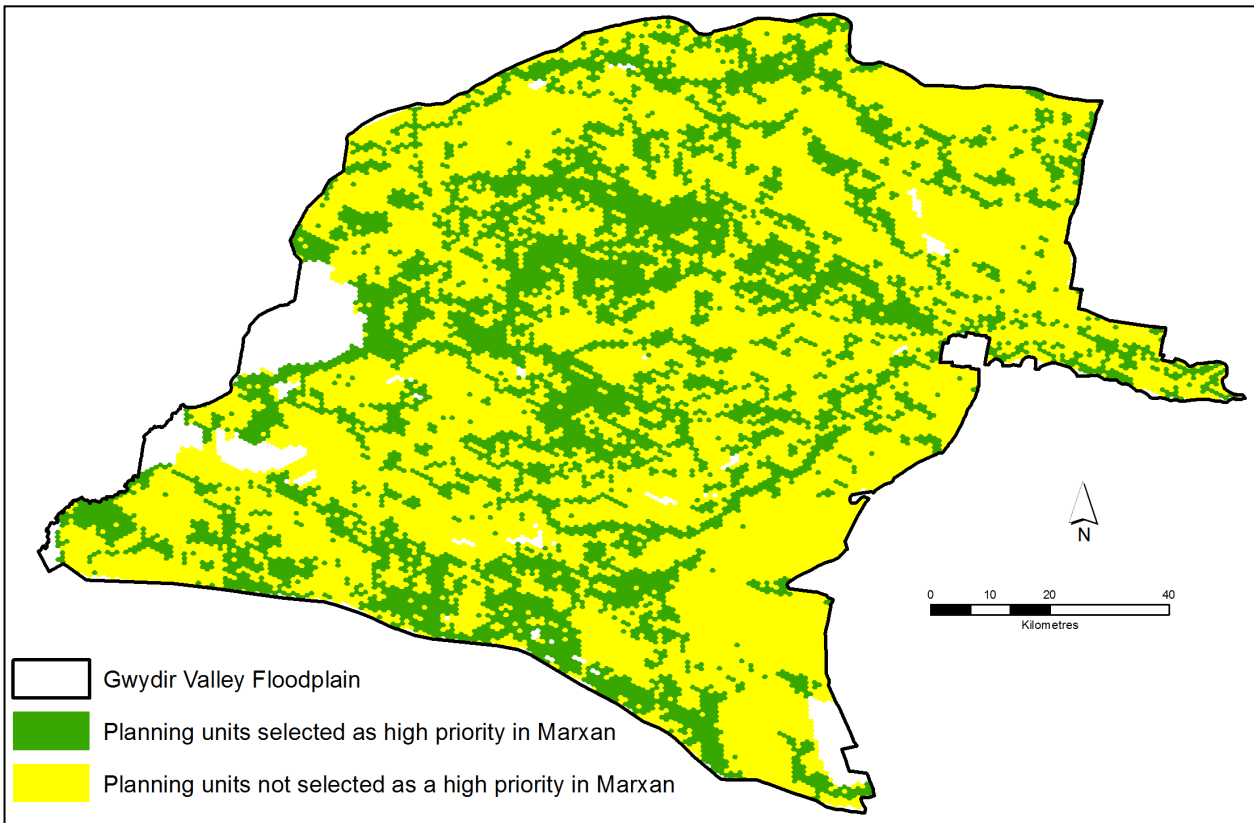 N
0 10 20 40
Kilometres
Gwydir Valley Floodplain
Planning units selected as high priority in Marxan
Planning units not selected as a high priority in Marxan